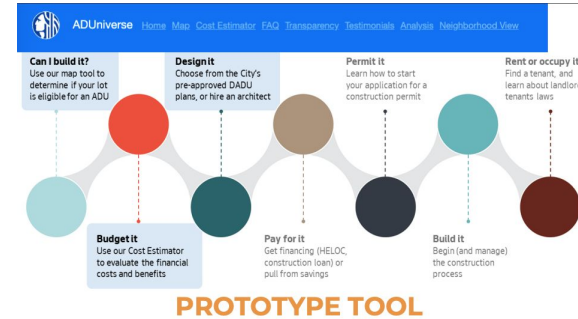 ADUniverse Home Map Cost Estimator FAQ Transparency Testimonials Analysis Neighborhood View
Can I build it?
Use our map tool to
determine if your lot
is eligible for an ADU
Design it
Choose from the City's
pre-approved DADU
plans, or hire an architect
Permit it
Learn how to start
your application for a
construction permit
Rent or occupy it
Find a tenant, and
learn about landlor
tenants laws
Budget it
Use our Cost Estimator
to evaluate the financial
costs and benefits
Pay for it
Get financing (HELOC,
construction loan) or
pull from savings
Build it
Begin (and manage)
the construction
process
PROTOTYPE TOOL